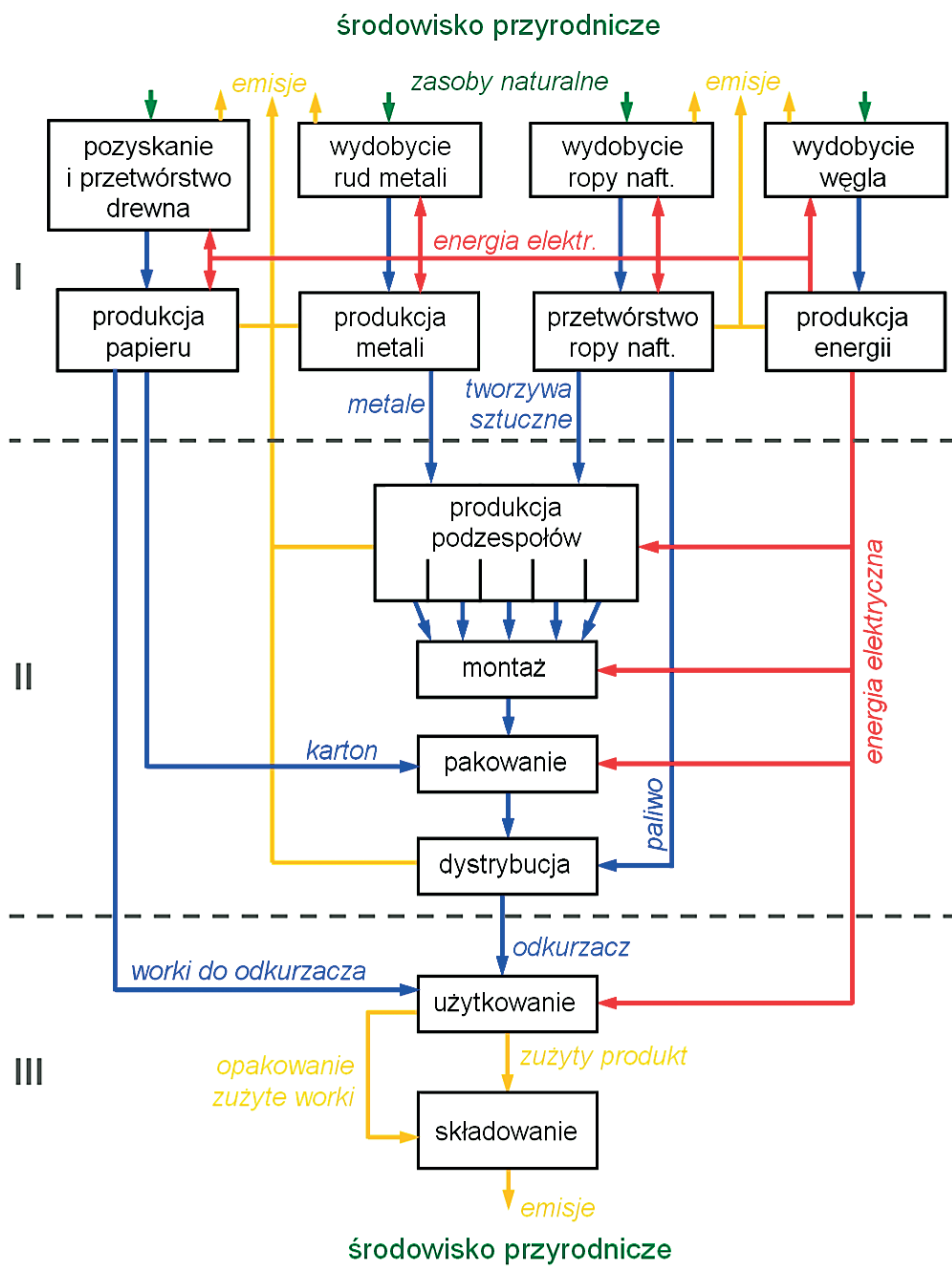 środowisko przyrodnicze
emisje
zasoby naturalne
emisje
pozyskanie
i przetwórstwo
drewna
wydobycie
rud metali
wydobycie
ropy naft.
wydobycie
węgla
energia elektr.
I
produkcja
papieru
produkcja
metali
przetwórstwo
ropy naft.
produkcja
energii
metale
tworzywa
sztuczne
produkcja
podzespołów
energia elektryczna
II
montaż
karton
pakowanie
paliwo
dystrybucja
odkurzacz
worki do odkurzacza
użytkowanie
III
opakowanie
zużyte worki
zużyty produkt
składowanie
emisje
środowisko przyrodnicze